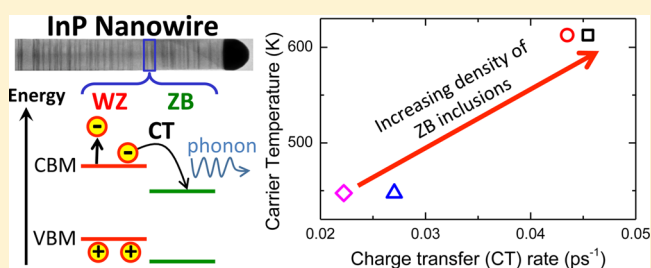 InP Nanowire
Energy
WZ
ZB
CT
phonon
CBM
VBM
Carrier Temperature (K)
600
500
Increasing density of
ZB inclusions
0.02
0.03
0.04
0.05
Charge transfer (CT) rate (ps⁻¹)